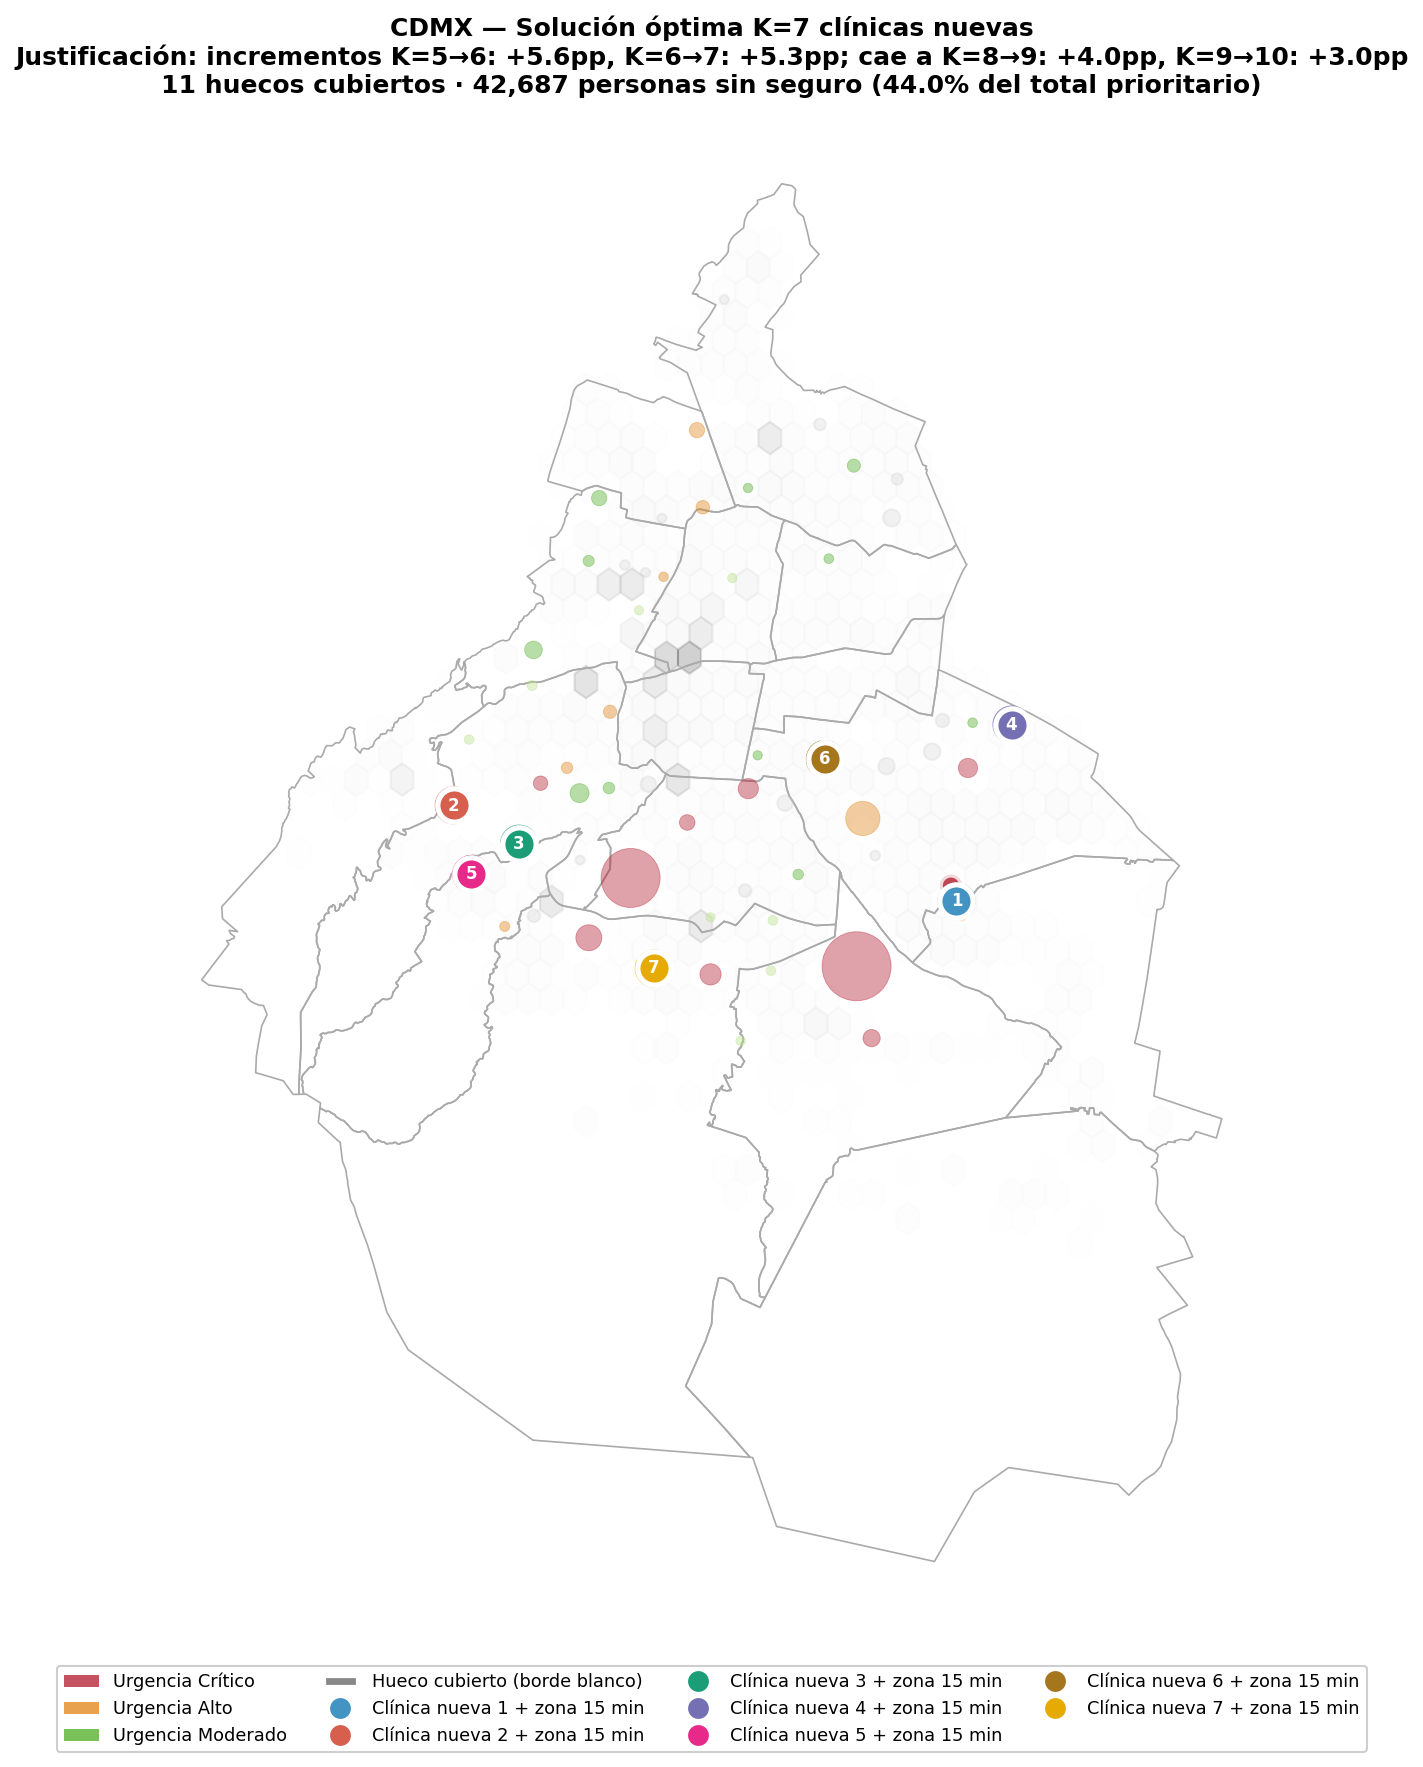 CDMX — Solución óptima K=7 clínicas nuevas
Justificación: incrementos K=5→6: +5.6pp, K=6→7: +5.3pp; cae a K=8→9: +4.0pp, K=9→10: +3.0pp
11 huecos cubiertos · 42,687 personas sin seguro (44.0% del total prioritario)
4
6
2
3
5
1
7
Urgencia Crítico
Urgencia Alto
Urgencia Moderado
Hueco cubierto (borde blanco)
Clínica nueva 1 + zona 15 min
Clínica nueva 2 + zona 15 min
Clínica nueva 3 + zona 15 min
Clínica nueva 4 + zona 15 min
Clínica nueva 5 + zona 15 min
Clínica nueva 6 + zona 15 min
Clínica nueva 7 + zona 15 min